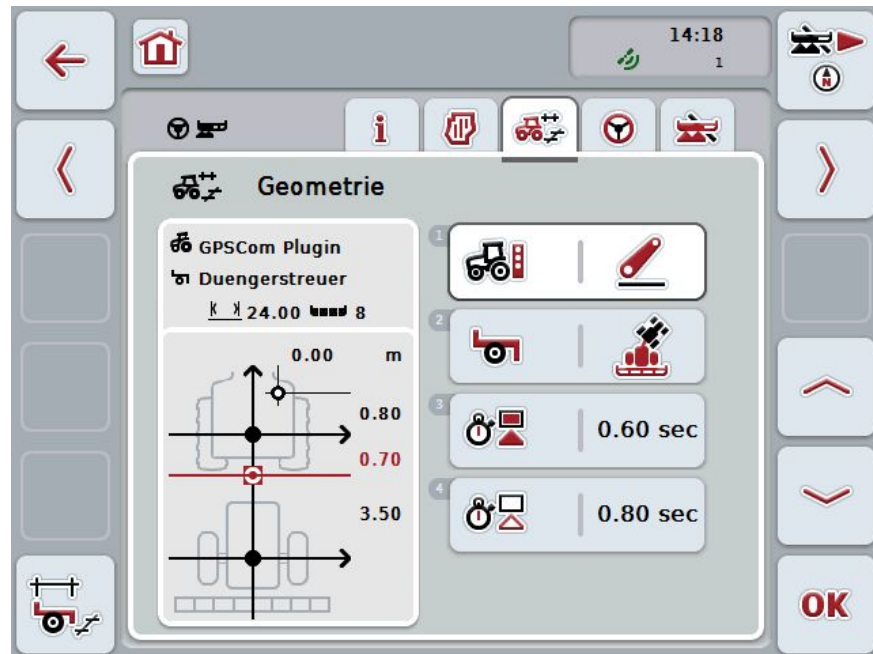 14:18
1
N
i
Geometrie
GPSCom Plugin
Duengerstreuer
24.00 8
0.00 m
0.80
0.70
3.50
1
2
3
0.60 sec
4
0.80 sec
OK